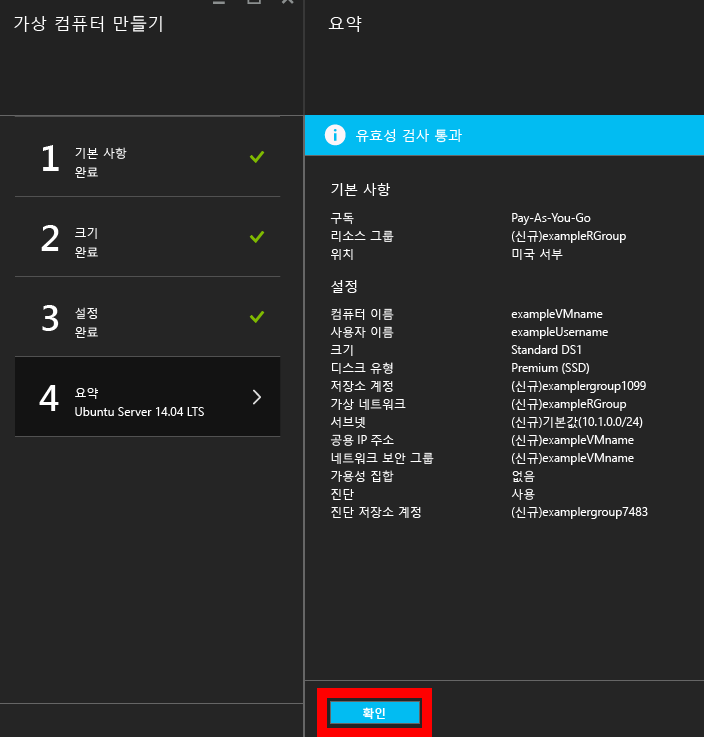 가상 컴퓨터 만들기
1 기본 사항
완료
2 크기
완료
3 설정
완료
4 요약
Ubuntu Server 14.04 LTS
요약
유효성 검사 통과
기본 사항
구독 Pay-As-You-Go
리소스 그룹 (신규)exampleRGroup
위치 미국 서부
설정
컴퓨터 이름 exampleVMname
사용자 이름 exampleUsername
크기 Standard DS1
디스크 유형 Premium (SSD)
저장소 계정 (신규)examplergroup1099
가상 네트워크 (신규)exampleRGroup
서브넷 (신규)기본값(10.1.0.0/24)
공용 IP 주소 (신규)exampleVMname
네트워크 보안 그룹 (신규)exampleVMname
가용성 집합 없음
진단 사용
진단 저장소 계정 (신규)examplergroup7483
확인